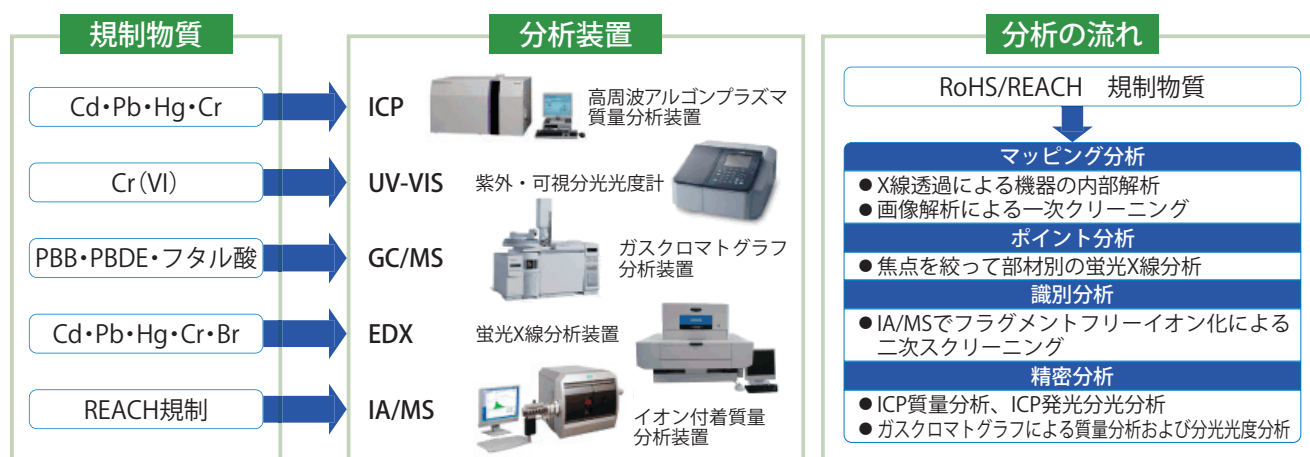 規制物質
Cd・Pb・Hg・Cr
Cr(VI)
PBB・PBDE・フタル酸
Cd・Pb・Hg・Cr・Br
REACH規制
分析装置
ICP
高周波アルゴンプラズマ
質量分析装置
UV-VIS
紫外・可視分光光度計
GC/MS
ガスクロマトグラフ
分析装置
EDX
蛍光X線分析装置
IA/MS
イオン付着質量
分析装置
分析の流れ
RoHS/REACH 規制物質
マッピング分析
●X線透過による機器の内部解析
●画像解析による一次クリーニング
ポイント分析
●焦点を絞って部材別の蛍光X線分析
識別分析
●IA/MSでフラグメントフリーイオン化による
二次スクリーニング
精密分析
●ICP質量分析、ICP発光分光分析
●ガスクロマトグラフによる質量分析および分光光度分析